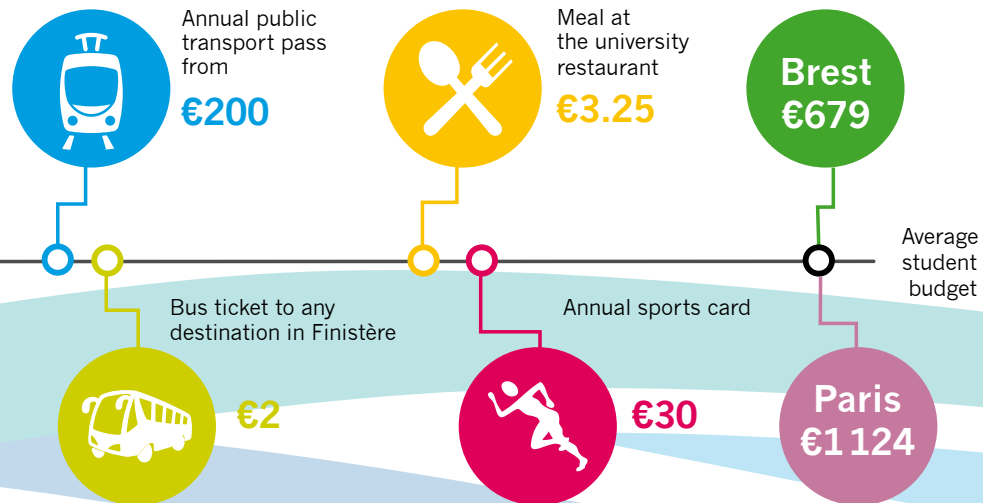 Annual public
transport pass
from
€200
Meal at
the university
restaurant
€3.25
Brest
€679
Average
student
budget
Bus ticket to any
destination in Finistère
€2
Annual sports card
€30
Paris
€1 124